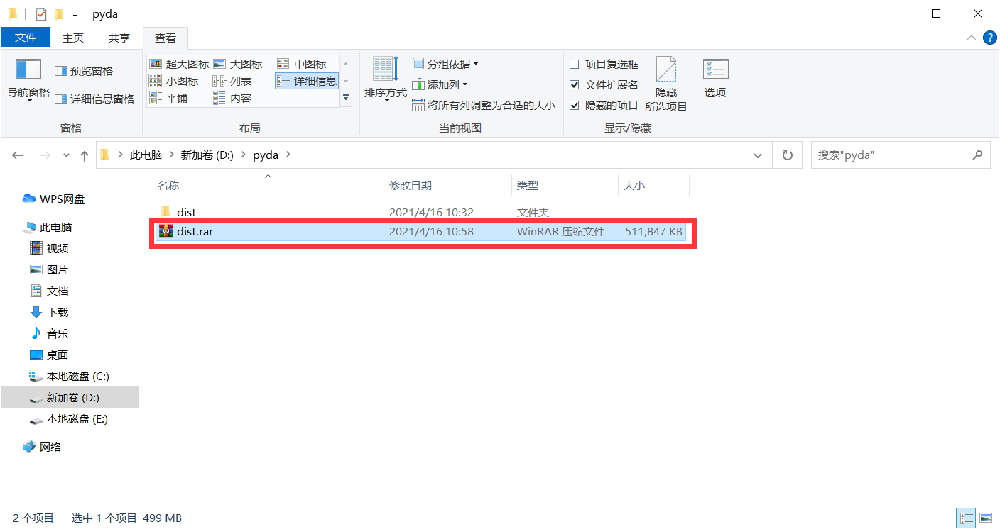 pyda
文件 主页 共享 查看
导航窗格 预览窗格 详细信息窗格
窗格
超大图标 大图标 中图标
小图标 列表 详细信息
平铺 内容
布局
排序方式 分组依据
添加列
将所有列调整为合适的大小
当前视图
项目复选框
文件扩展名
隐藏的项目
隐藏
所选项目
显示/隐藏
选项
此电脑 新加卷 (D:) pyda
搜索"pyda"
名称 修改日期 类型 大小
dist 2021/4/16 10:32 文件夹
dist.rar 2021/4/16 10:58 WinRAR 压缩文件 511,847 KB
WPS网盘
此电脑
视频
图片
文档
下载
音乐
桌面
本地磁盘 (C:)
新加卷 (D:)
本地磁盘 (E:)
网络
2 个项目 选中 1 个项目 499 MB